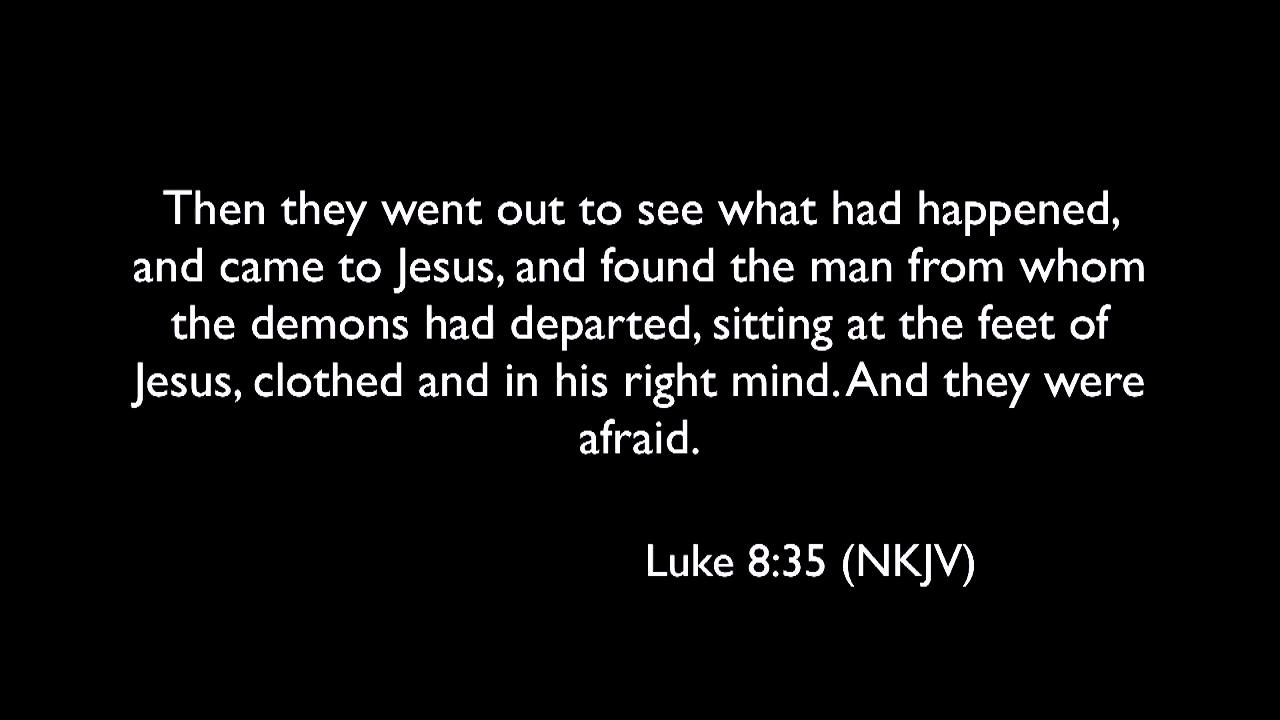 Then they went out to see what had happened,
and came to Jesus, and found the man from whom
the demons had departed, sitting at the feet of
Jesus, clothed and in his right mind. And they were
afraid.
Luke 8:35 (NKJV)